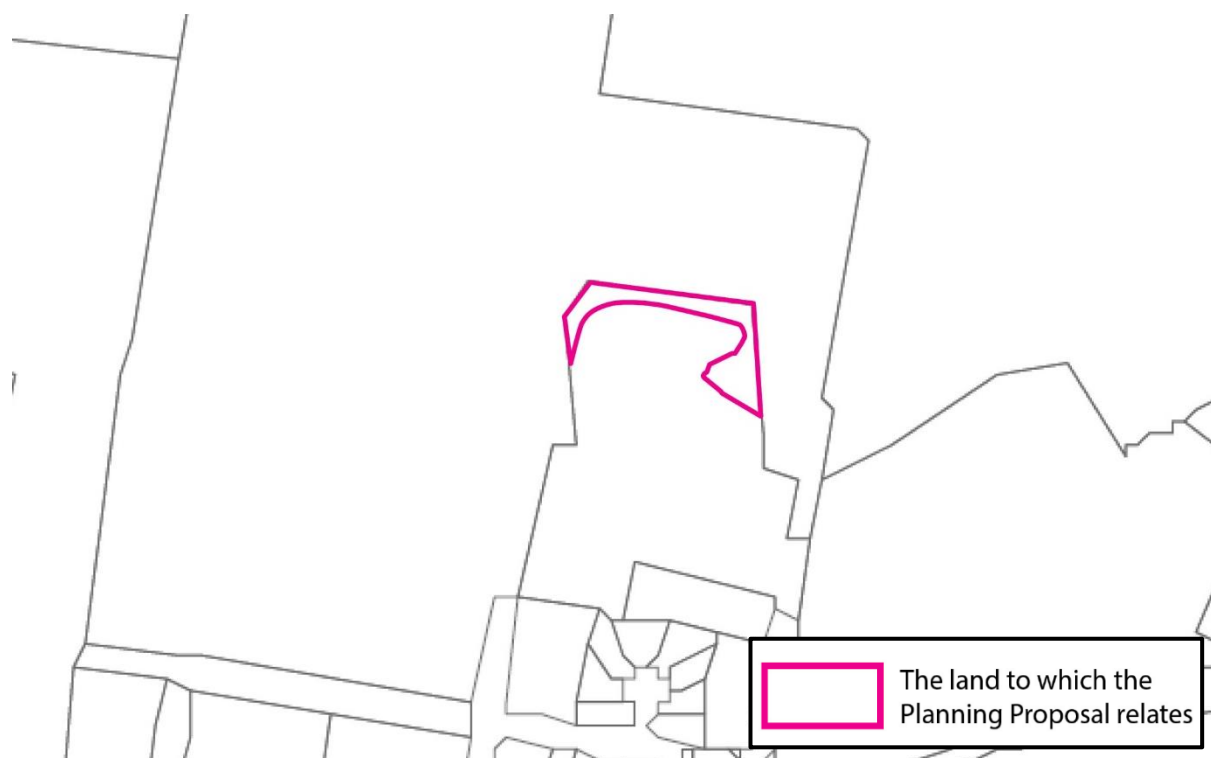 The land to which the
Planning Proposal relates